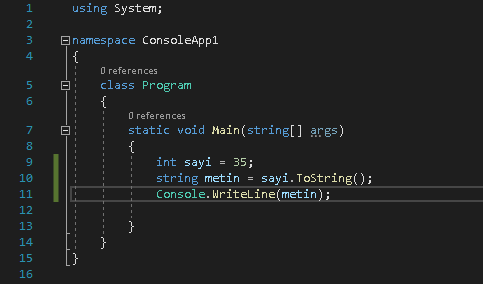 1 using System;
2
3 namespace ConsoleApp1
4 {
0 references
5 class Program
6 {
0 references
7 static void Main(string[] args)
8 {
9 int sayi = 35;
10 string metin = sayi.ToString();
11 Console.WriteLine(metin);
12
13 }
14 }
15 }
16